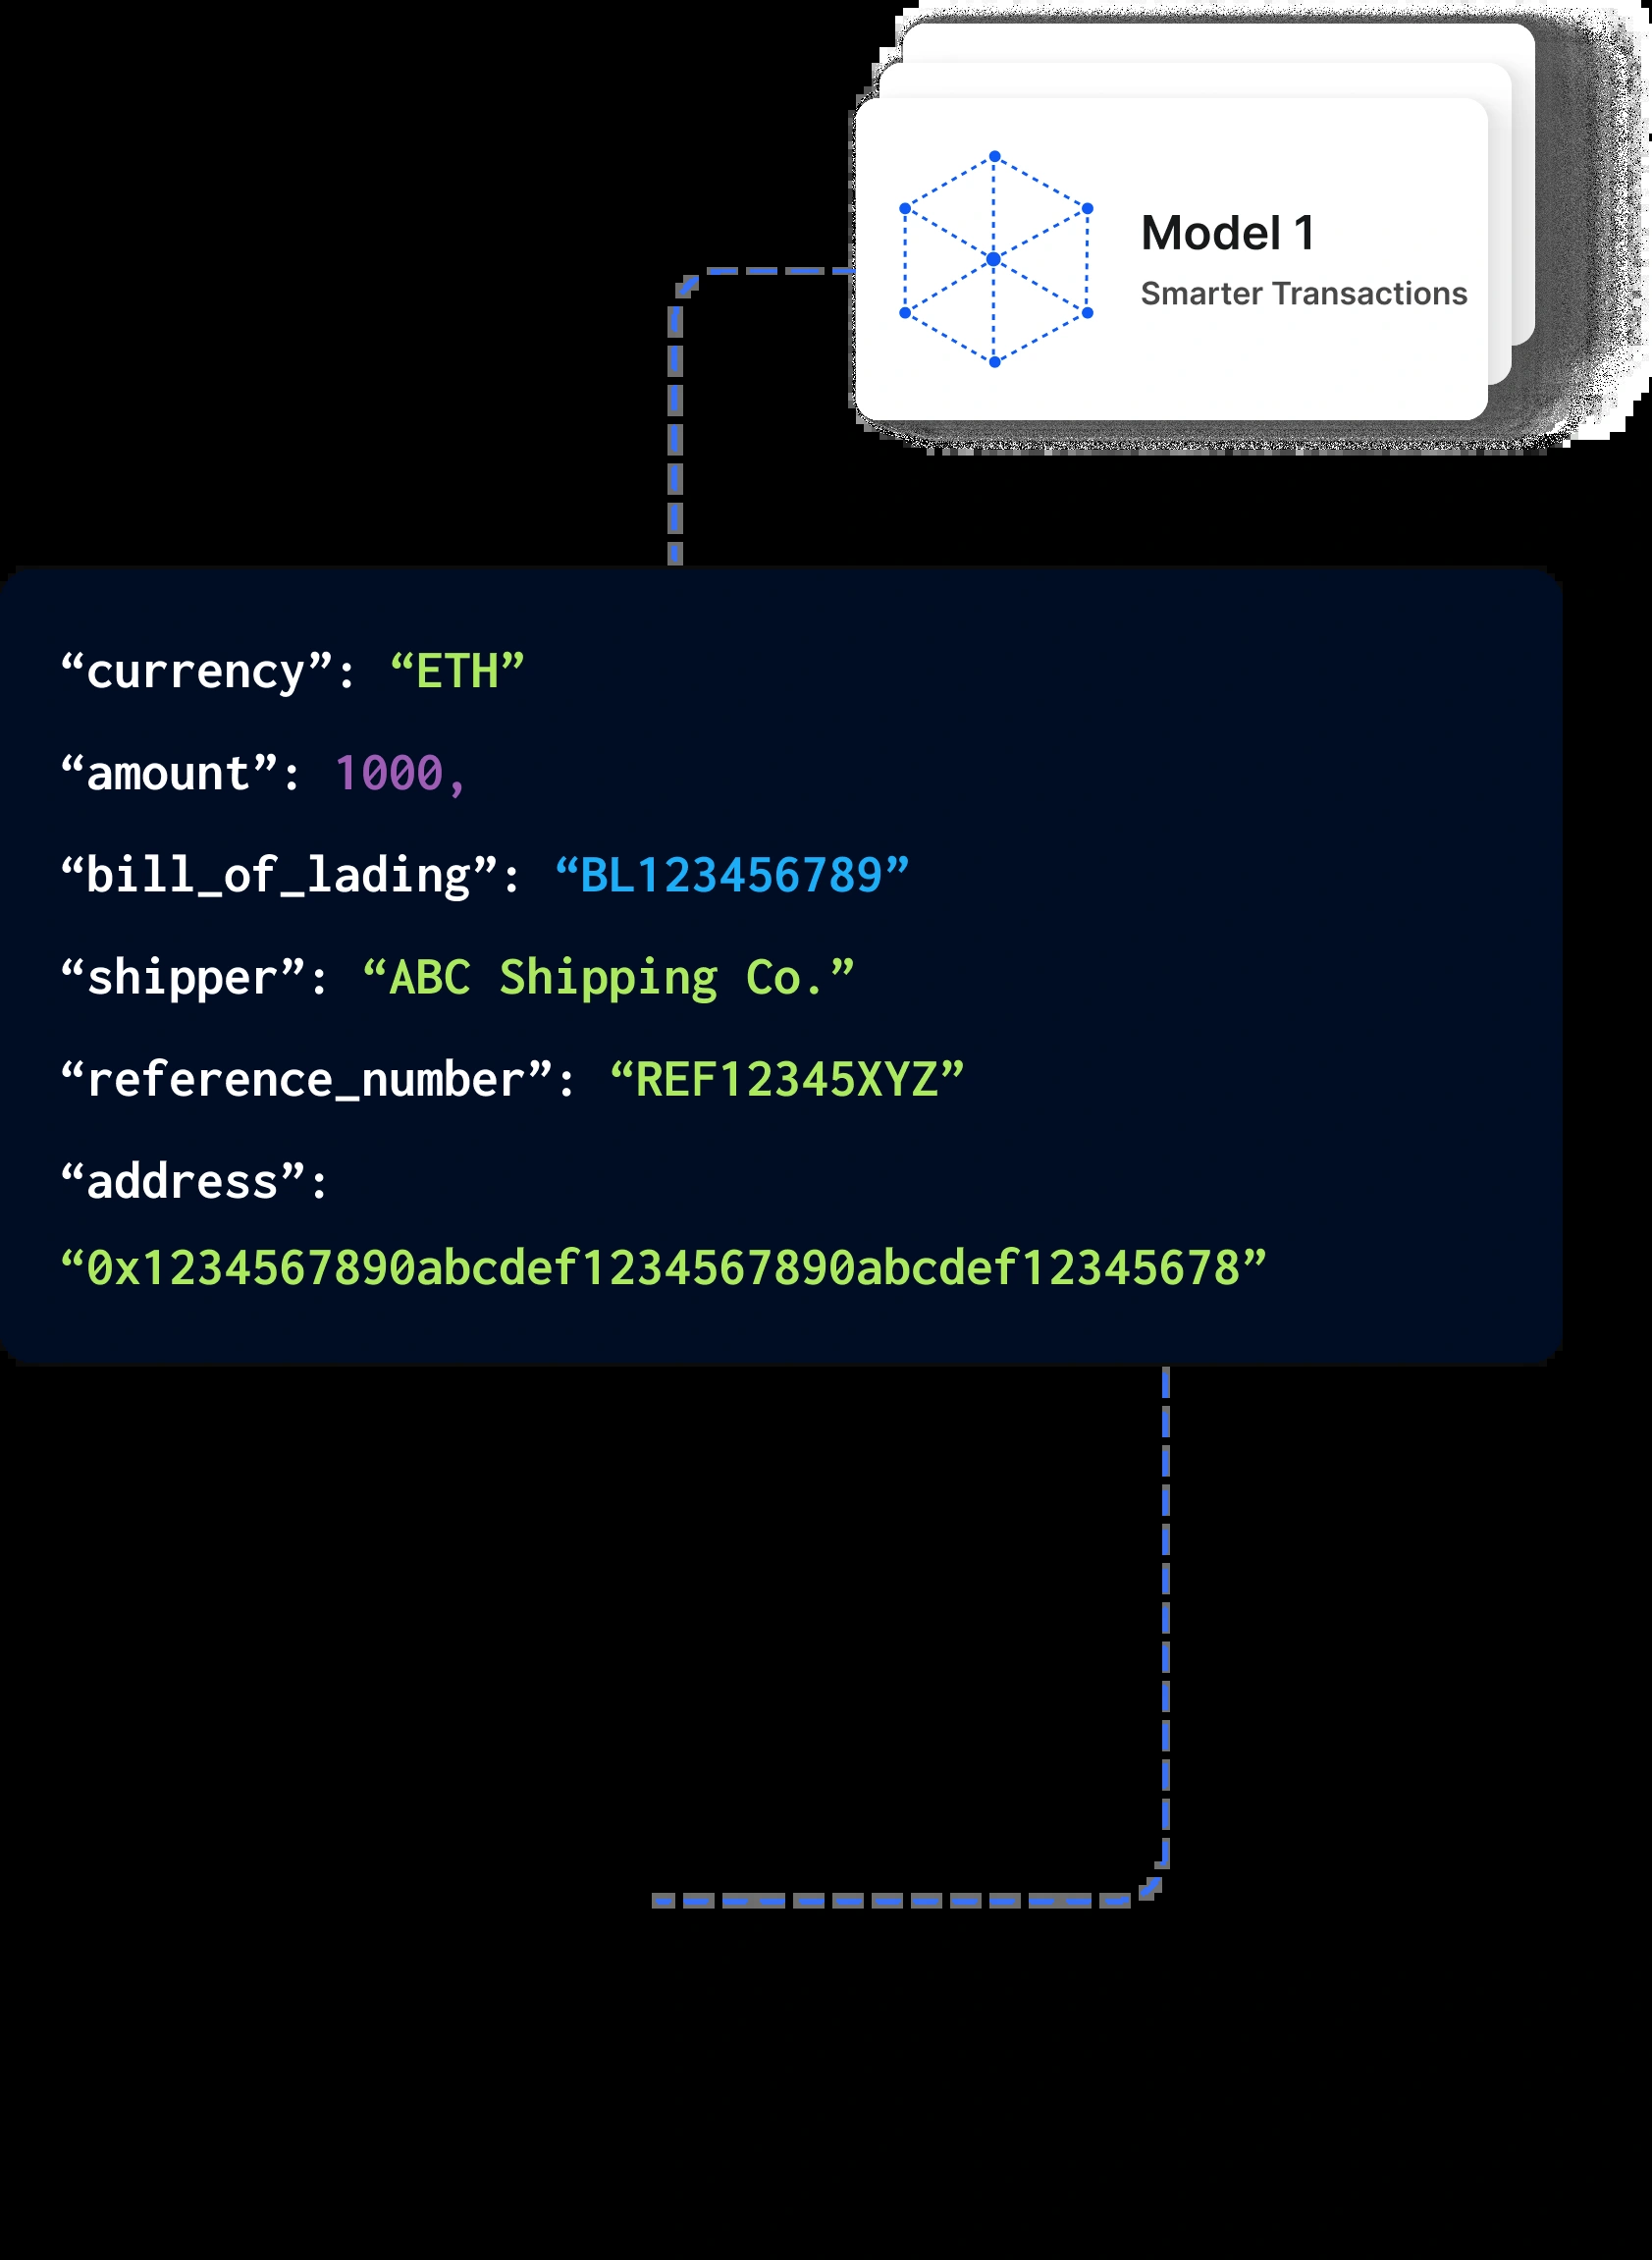 Model 1
Smarter Transactions
“currency”: “ETH”
“amount”: 1000,
“bill_of_lading”: “BL123456789”
“shipper”: “ABC Shipping Co.”
“reference_number”: “REF12345XYZ”
“address”:
“0x1234567890abcdef1234567890abcdef12345678”